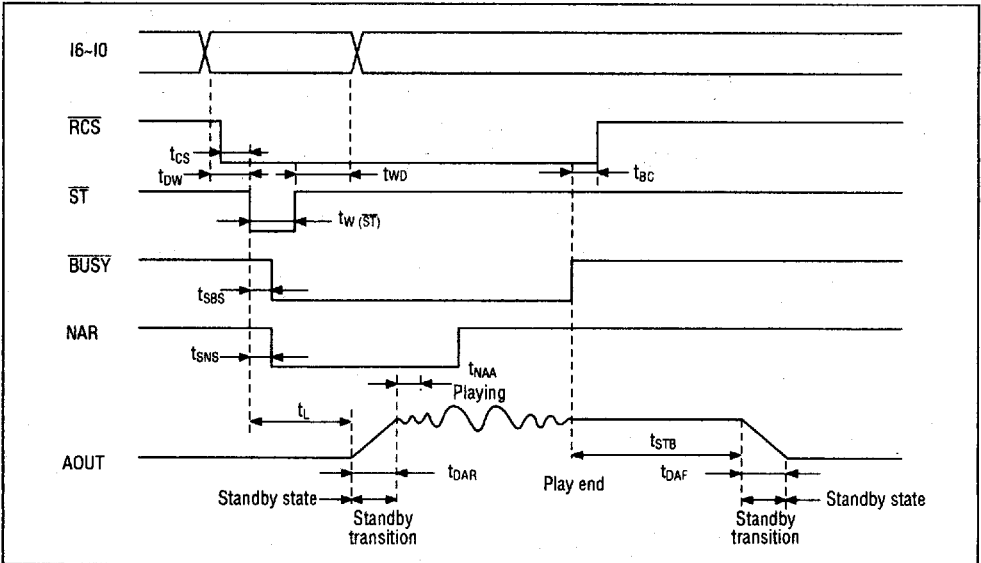 I6~I0
RCS
tCS
tDW
tWD
tBC
ST
tW (ST)
BUSY
tSBS
NAR
tSNS
tNAA
Playing
tL
tSTB
AOUT
tDAR
Play end
tDAF
Standby state
Standby state
Standby
transition
Standby
transition